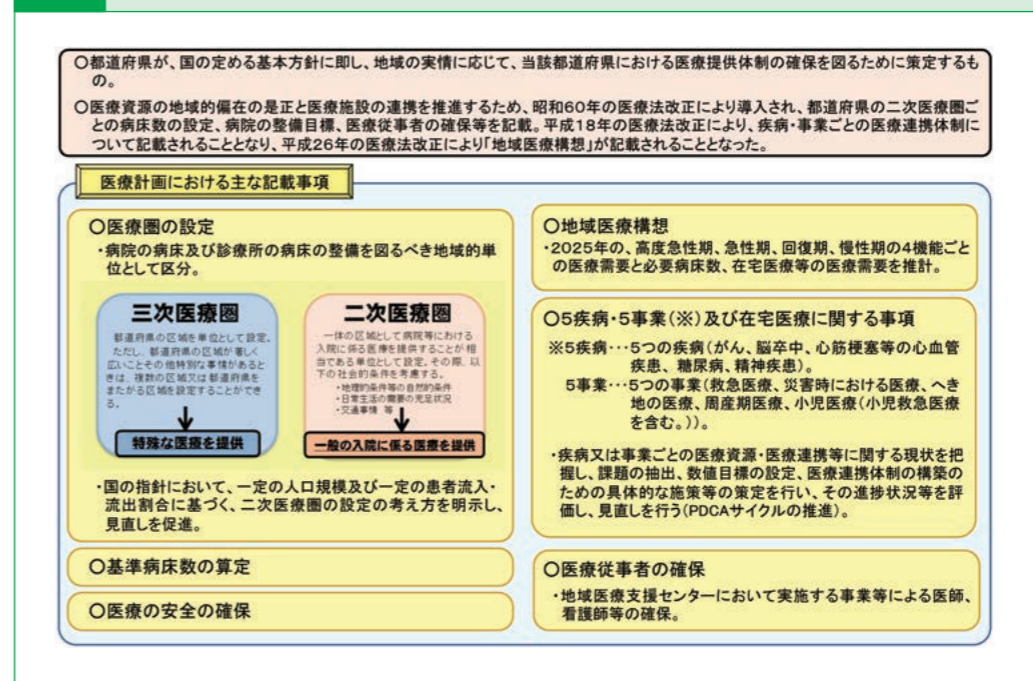 〇都道府県が、国の定める基本方針に即し、地域の実情に応じて、当該都道府県における医療提供体制の確保を図るために策定するも
の。
〇医療資源の地域的偏在の是正と医療施設の連携を推進するため、昭和60年の医療法改正により導入され、都道府県の二次医療圏ご
との病床数の設定、病院の整備目標、医療従事者の確保等を記載。平成18年の医療法改正により、疾病・事業ごとの医療連携体制に
ついて記載されることとなり、平成26年の医療法改正により「地域医療構想」が記載されることとなった。
医療計画における主な記載事項
〇医療圏の設定
・病院の病床及び診療所の病床の整備を図るべき地域的単
位として区分。
三次医療圏
都道府県の区域を単位として設定。
ただし、都道府県の区域が著しく
広いことその他特別な事情があるとき
は、複数の区域又は都道府県を
またがる区域を設定することができ
る。
特殊な医療を提供
二次医療圏
一体の区域として病院等における
入院に係る医療を提供することが相
当である単位として設定。その際、以
下の社会的条件を考慮する。
・地理的条件等の自然的条件
・日常生活の需要の充足状況
・交通事情 等
一般の入院に係る医療を提供
・国の指針において、一定の人口規模及び一定の患者流入・
流出割合に基づく、二次医療圏の設定の考え方を明示し、
見直しを促進。
〇基準病床数の算定
〇医療の安全の確保
〇地域医療構想
・2025年の、高度急性期、急性期、回復期、慢性期の4機能ごと
の医療需要と必要病床数、在宅医療等の医療需要を推計。
〇5疾病・5事業(※)及び在宅医療に関する事項
※5疾病…5つの疾病(がん、脳卒中、心筋梗塞等の心血管
疾患、糖尿病、精神疾患)。
5事業…5つの事業(救急医療、災害時における医療、へき
地の医療、周産期医療、小児医療(小児救急医療
を含む。))。
・疾病又は事業ごとの医療資源・医療連携等に関する現状を把
握し、課題の抽出、数値目標の設定、医療連携体制の構築の
ための具体的な施策等の策定を行い、その進捗状況等を評
価し、見直しを行う(PDCAサイクルの推進)。
〇医療従事者の確保
・地域医療支援センターにおいて実施する事業等による医師、
看護師等の確保。